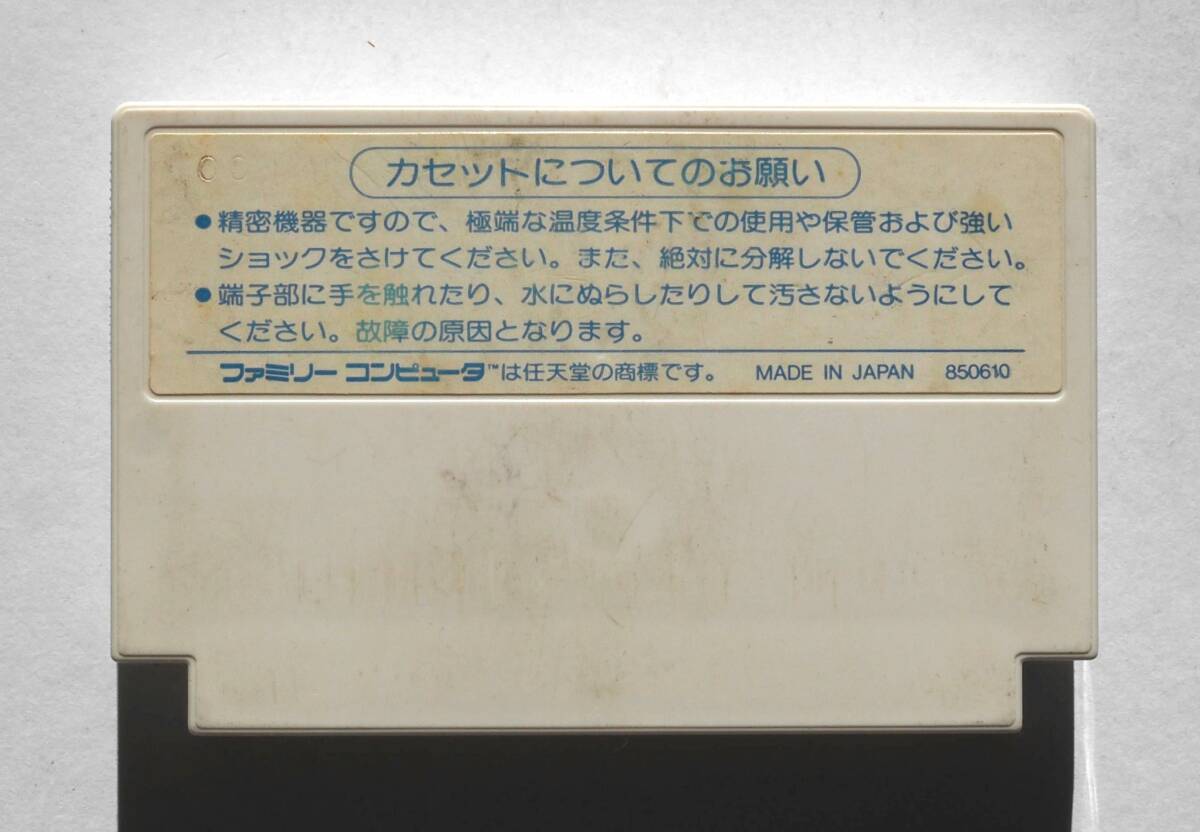 カセットについてのお願い
●精密機器ですので、極端な温度条件下での使用や保管および強い
ショックをさけてください。また、絶対に分解しないでください。
●端子部に手を触れたり、水にぬらしたりして汚さないようにして
ください。故障の原因となります。
ファミリーコンピュータ™は任天堂の商標です。 MADE IN JAPAN 850610